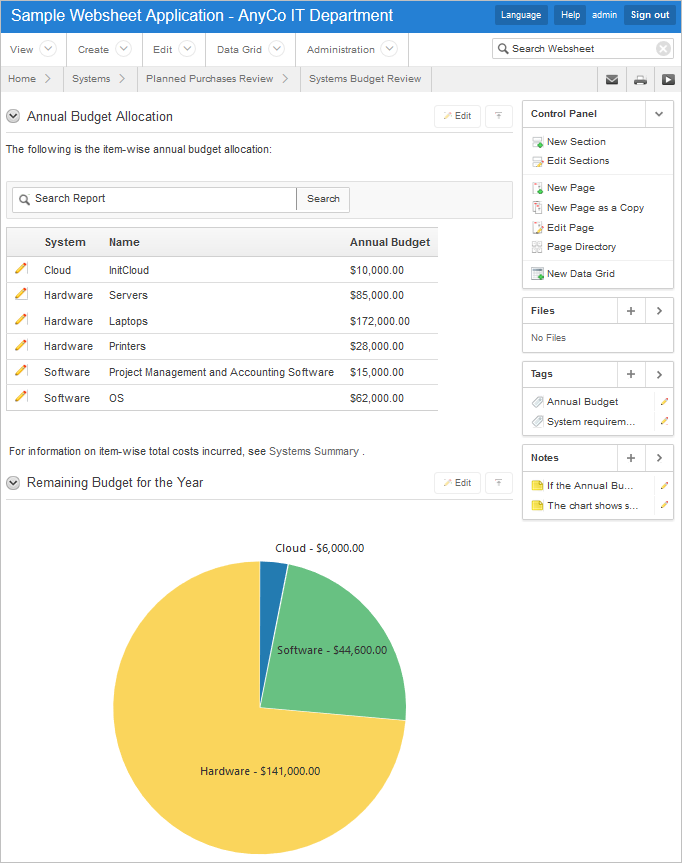 Sample Websheet Application - AnyCo IT Department
Language Help admin Sign out
View Create Edit Data Grid Administration Search Websheet
Home Systems Planned Purchases Review Systems Budget Review
Annual Budget Allocation Edit
The following is the item-wise annual budget allocation:
Search Report Search
System Name Annual Budget
Cloud InitCloud $10,000.00
Hardware Servers $85,000.00
Hardware Laptops $172,000.00
Hardware Printers $28,000.00
Software Project Management and Accounting Software $15,000.00
Software OS $62,000.00
For information on item-wise total costs incurred, see Systems Summary .
Remaining Budget for the Year Edit
Cloud - $6,000.00
Software - $44,600.00
Hardware - $141,000.00
Control Panel
New Section
Edit Sections
New Page
New Page as a Copy
Edit Page
Page Directory
New Data Grid
Files
No Files
Tags
Annual Budget
System requirem...
Notes
If the Annual Bu...
The chart shows s...